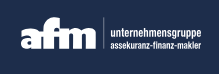 afm
unternehmensgruppe
assekuranz-finanz-makler